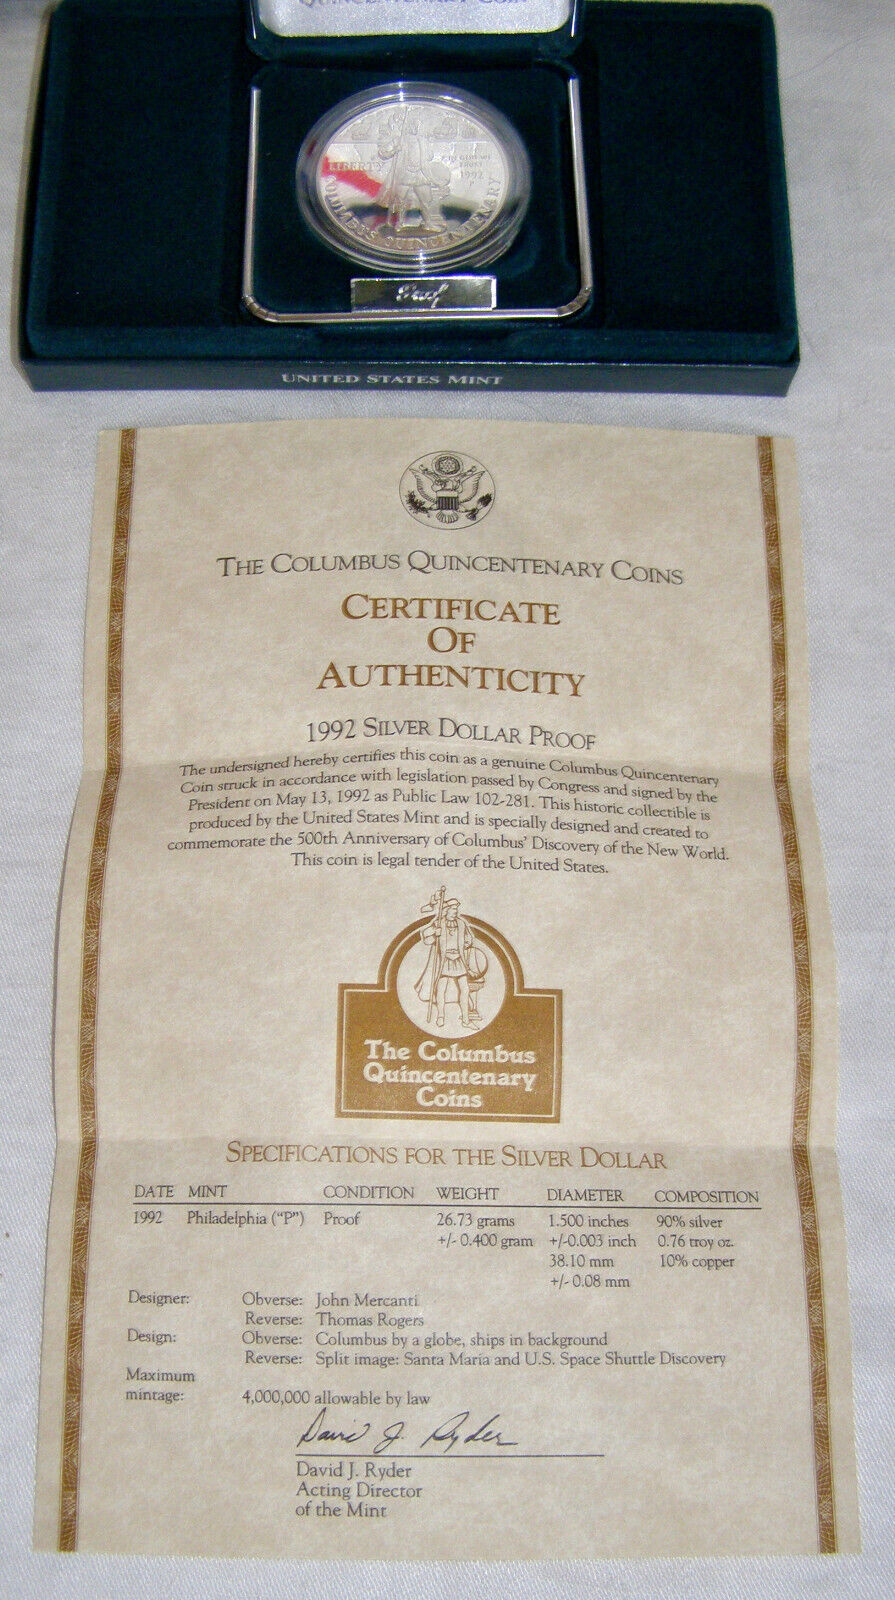 QUINCENTENARY COIN
LIBERTY
IN GOD WE
TRUST
1992
P
COLUMBUS QUINCENTENARY
Proof
UNITED STATES MINT
THE COLUMBUS QUINCENTENARY COINS
CERTIFICATE
OF
AUTHENTICITY
1992 SILVER DOLLAR PROOF
The undersigned hereby certifies this coin as a genuine Columbus Quincentenary
Coin struck in accordance with legislation passed by Congress and signed by the
President on May 13, 1992 as Public Law 102-281. This historic collectible is
produced by the United States Mint and is specially designed and created to
commemorate the 500th Anniversary of Columbus' Discovery of the New World.
This coin is legal tender of the United States.
The Columbus
Quincentenary
Coins
SPECIFICATIONS FOR THE SILVER DOLLAR
DATE MINT CONDITION WEIGHT DIAMETER COMPOSITION
1992 Philadelphia ("P") Proof 26.73 grams 1.500 inches 90% silver
+/- 0.400 gram +/-0.003 inch 0.76 troy oz.
38.10 mm 10% copper
+/- 0.08 mm
Designer: Obverse: John Mercanti
Reverse: Thomas Rogers
Design: Obverse: Columbus by a globe, ships in background
Reverse: Split image: Santa Maria and U.S. Space Shuttle Discovery
Maximum
mintage: 4,000,000 allowable by law
David J. Ryder
David J. Ryder
Acting Director
of the Mint